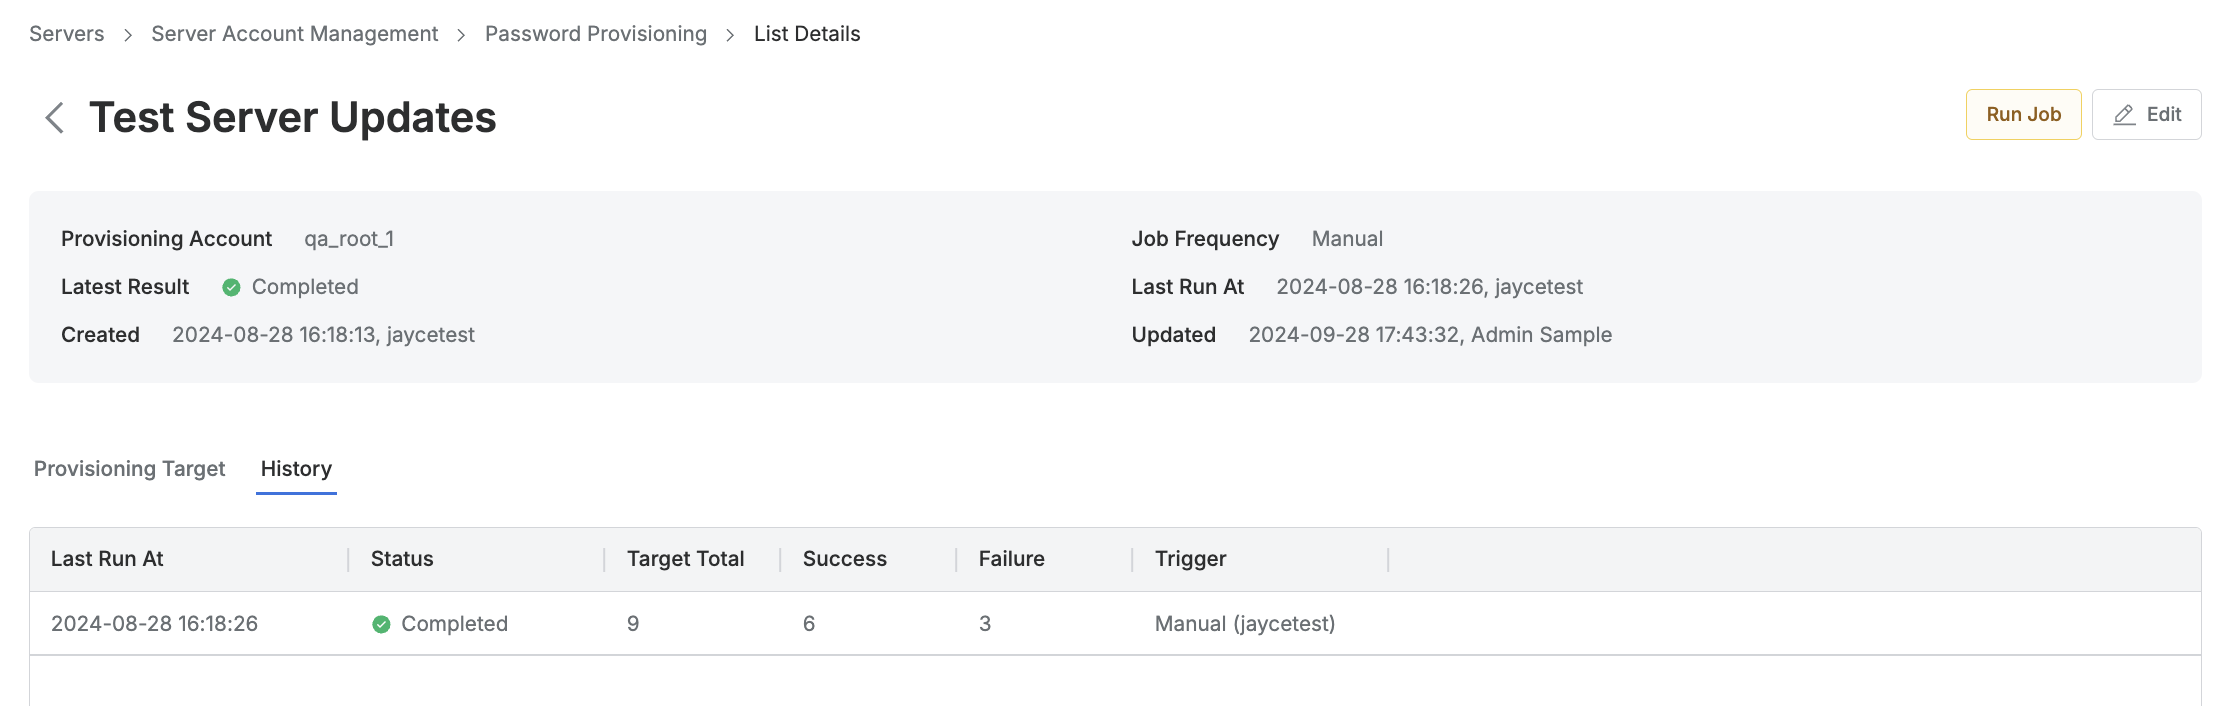 Servers > Server Account Management > Password Provisioning > List Details
Test Server Updates
Run Job
Edit
Provisioning Account qa_root_1
Job Frequency Manual
Latest Result Completed
Last Run At 2024-08-28 16:18:26, jaycetest
Created 2024-08-28 16:18:13, jaycetest
Updated 2024-09-28 17:43:32, Admin Sample
Provisioning Target History
Last Run At Status Target Total Success Failure Trigger
2024-08-28 16:18:26 Completed 9 6 3 Manual (jaycetest)